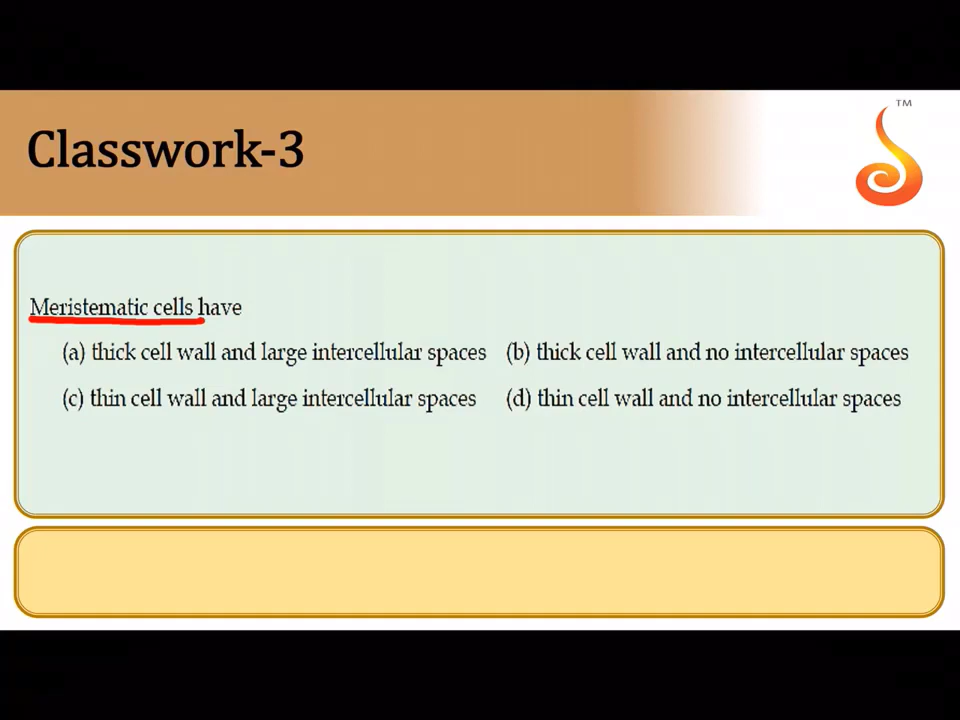 TM
Classwork-3
Meristematic cells have
(a) thick cell wall and large intercellular spaces (b) thick cell wall and no intercellular spaces
(c) thin cell wall and large intercellular spaces (d) thin cell wall and no intercellular spaces